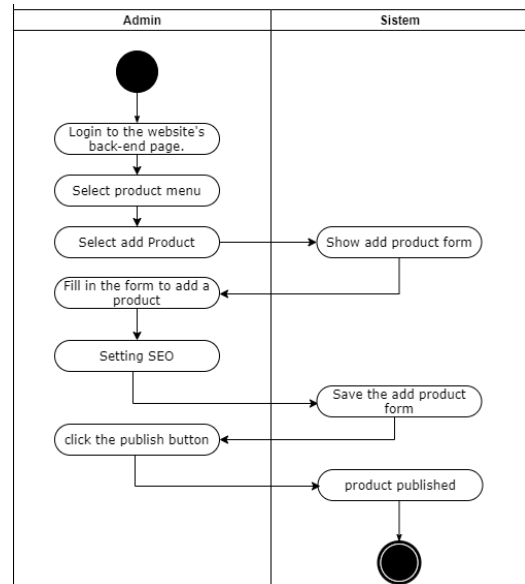 Admin
Sistem
Login to the website's
back-end page.
Select product menu
Select add Product
Show add product form
Fill in the form to add a
product
Setting SEO
Save the add product
form
click the publish button
product published